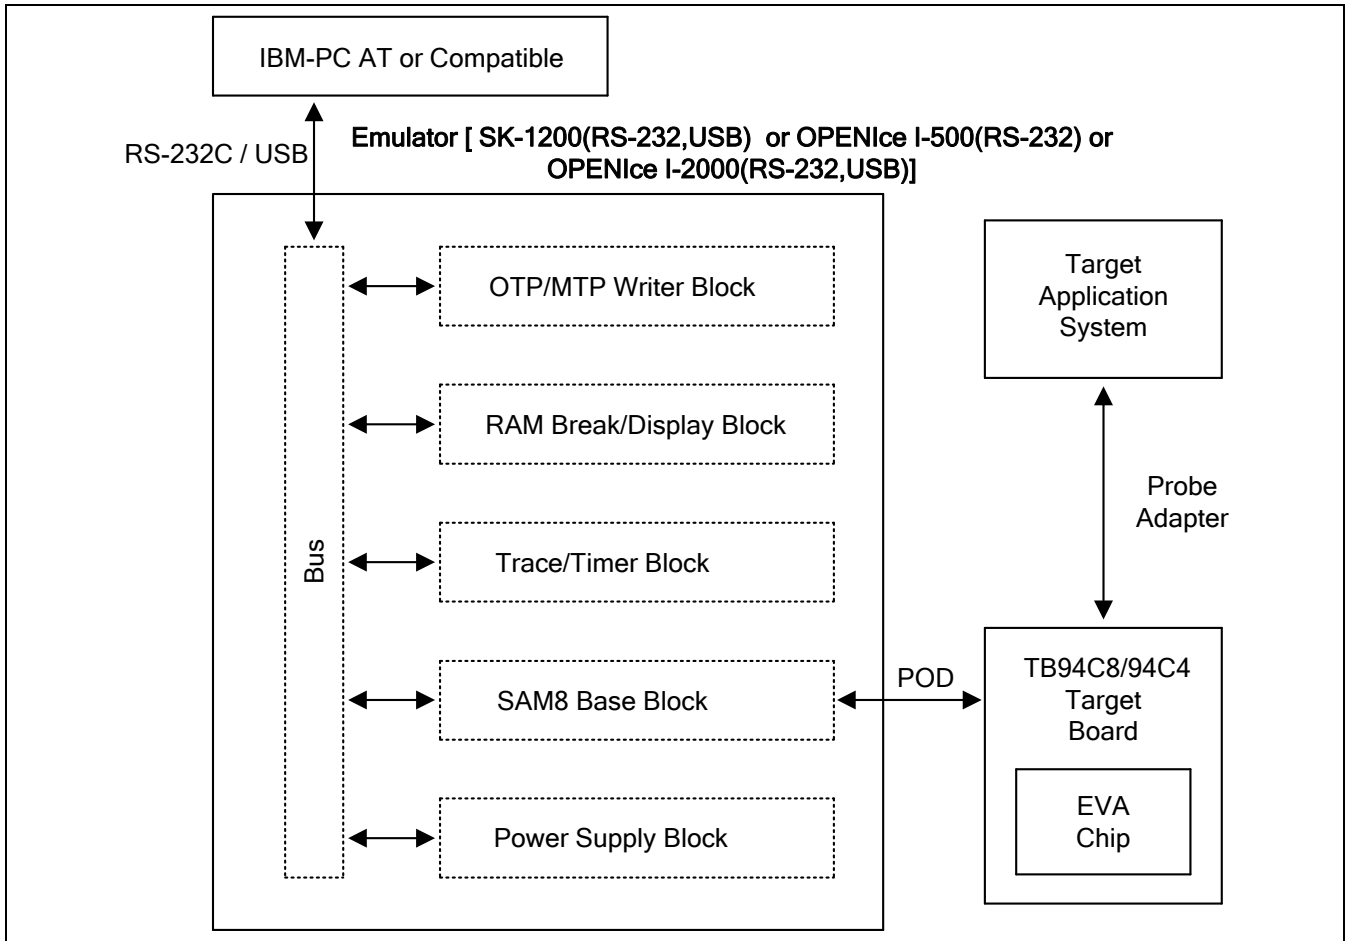 IBM-PC AT or Compatible
RS-232C / USB
Emulator [ SK-1200(RS-232,USB) or OPENIce I-500(RS-232) or
OPENIce I-2000(RS-232,USB)]
Bus
OTP/MTP Writer Block
RAM Break/Display Block
Trace/Timer Block
SAM8 Base Block
Power Supply Block
POD
Target
Application
System
Probe
Adapter
TB94C8/94C4
Target
Board
EVA
Chip